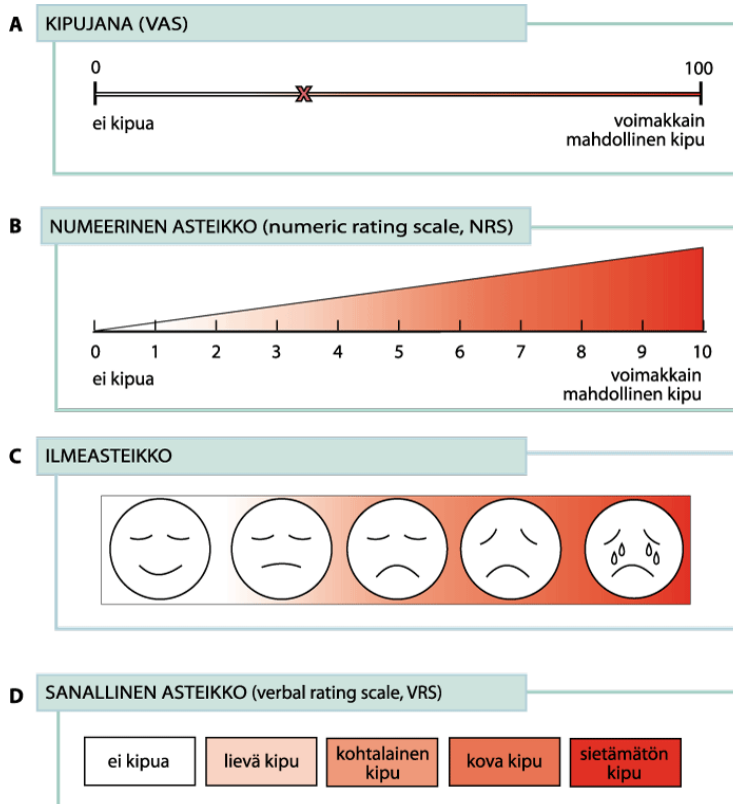 A KIPUJANA (VAS)
0 100
X
ei kipua voimakkain
mahdollinen kipu
B NUMEERINEN ASTEIKKO (numeric rating scale, NRS)
0 1 2 3 4 5 6 7 8 9 10
ei kipua voimakkain
mahdollinen kipu
C ILMEASTEIKKO
D SANALLINEN ASTEIKKO (verbal rating scale, VRS)
ei kipua
lievä kipu
kohtalainen
kipu
kova kipu
sietämätön
kipu